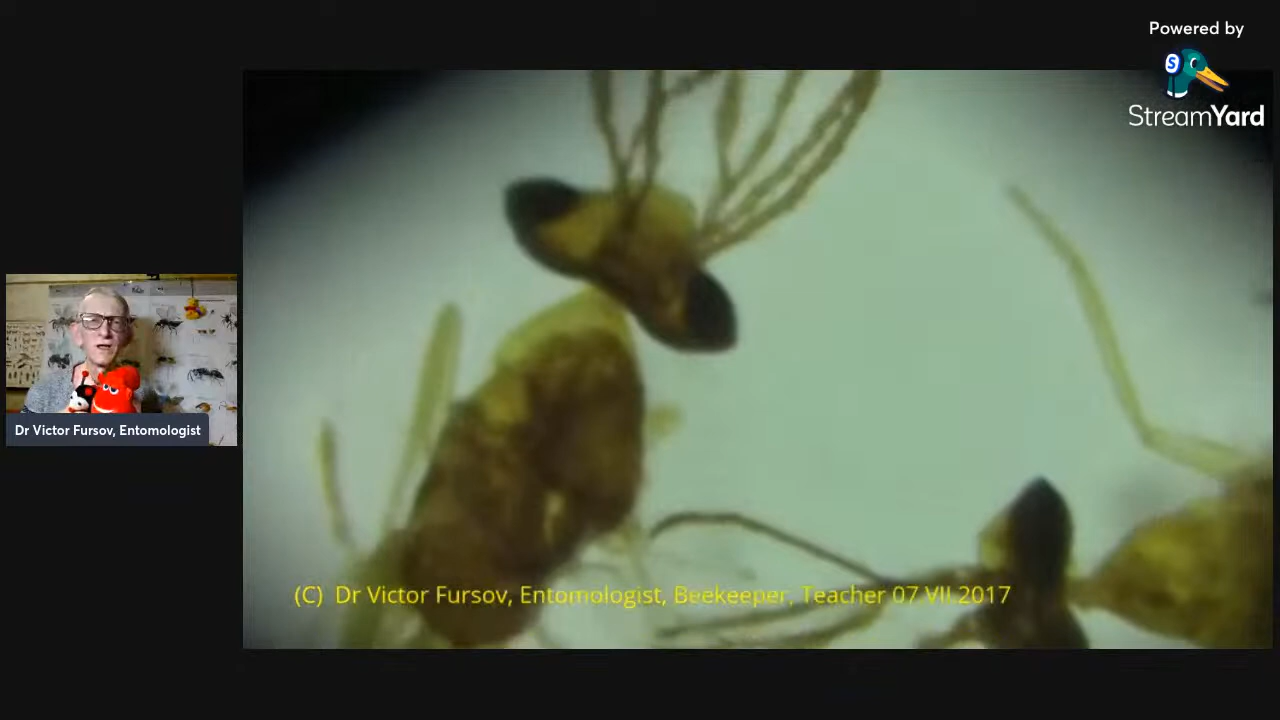 Powered by
S
StreamYard
Dr Victor Fursov, Entomologist
(C) Dr Victor Fursov, Entomologist, Beekeeper, Teacher 07 VII 2017